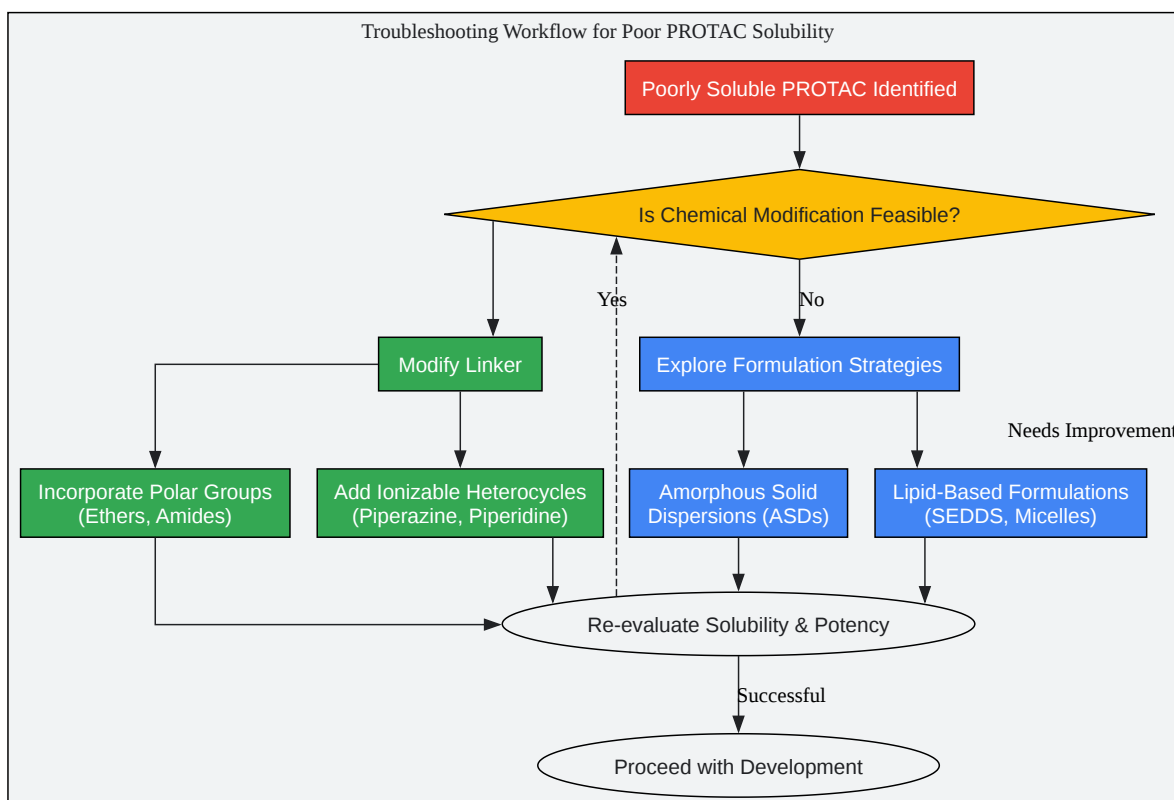 Troubleshooting Workflow for Poor PROTAC Solubility
Poorly Soluble PROTAC Identified
Is Chemical Modification Feasible?
Yes
No
Modify Linker
Explore Formulation Strategies
Needs Improvement
Incorporate Polar Groups
(Ethers, Amides)
Add Ionizable Heterocycles
(Piperazine, Piperidine)
Amorphous Solid
Dispersions (ASDs)
Lipid-Based Formulations
(SEDDS, Micelles)
Re-evaluate Solubility & Potency
Successful
Proceed with Development